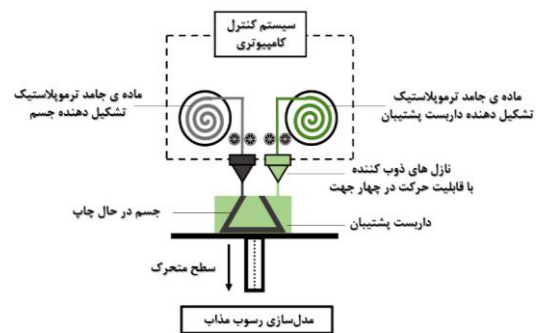 سیستم کنترل
کامپیوتری
ماده ی جامد ترموپلاستیک
تشکیل دهنده داربست پشتیبان
ماده ی جامد ترموپلاستیک
تشکیل دهنده جسم
نازل های ذوب کننده
با قابلیت حرکت در چهار جهت
جسم در حال چاپ
داربست پشتیبان
سطح متحرک
مدل‌سازی رسوب مذاب